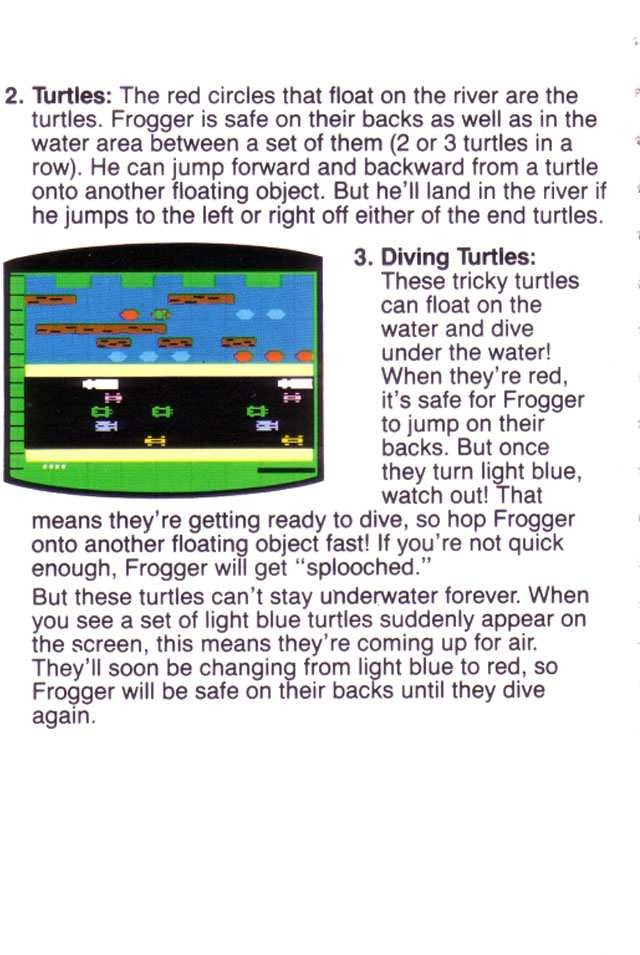 2. Turtles: The red circles that float on the river are the
turtles. Frogger is safe on their backs as well as in the
water area between a set of them (2 or 3 turtles in a
row). He can jump forward and backward from a turtle
onto another floating object. But he'll land in the river if
he jumps to the left or right off either of the end turtles.
3. Diving Turtles:
These tricky turtles
can float on the
water and dive
under the water!
When they're red,
it's safe for Frogger
to jump on their
backs. But once
they turn light blue,
watch out! That
means they're getting ready to dive, so hop Frogger
onto another floating object fast! If you're not quick
enough, Frogger will get "splooched."
But these turtles can't stay underwater forever. When
you see a set of light blue turtles suddenly appear on
the screen, this means they're coming up for air.
They'll soon be changing from light blue to red, so
Frogger will be safe on their backs until they dive
again.